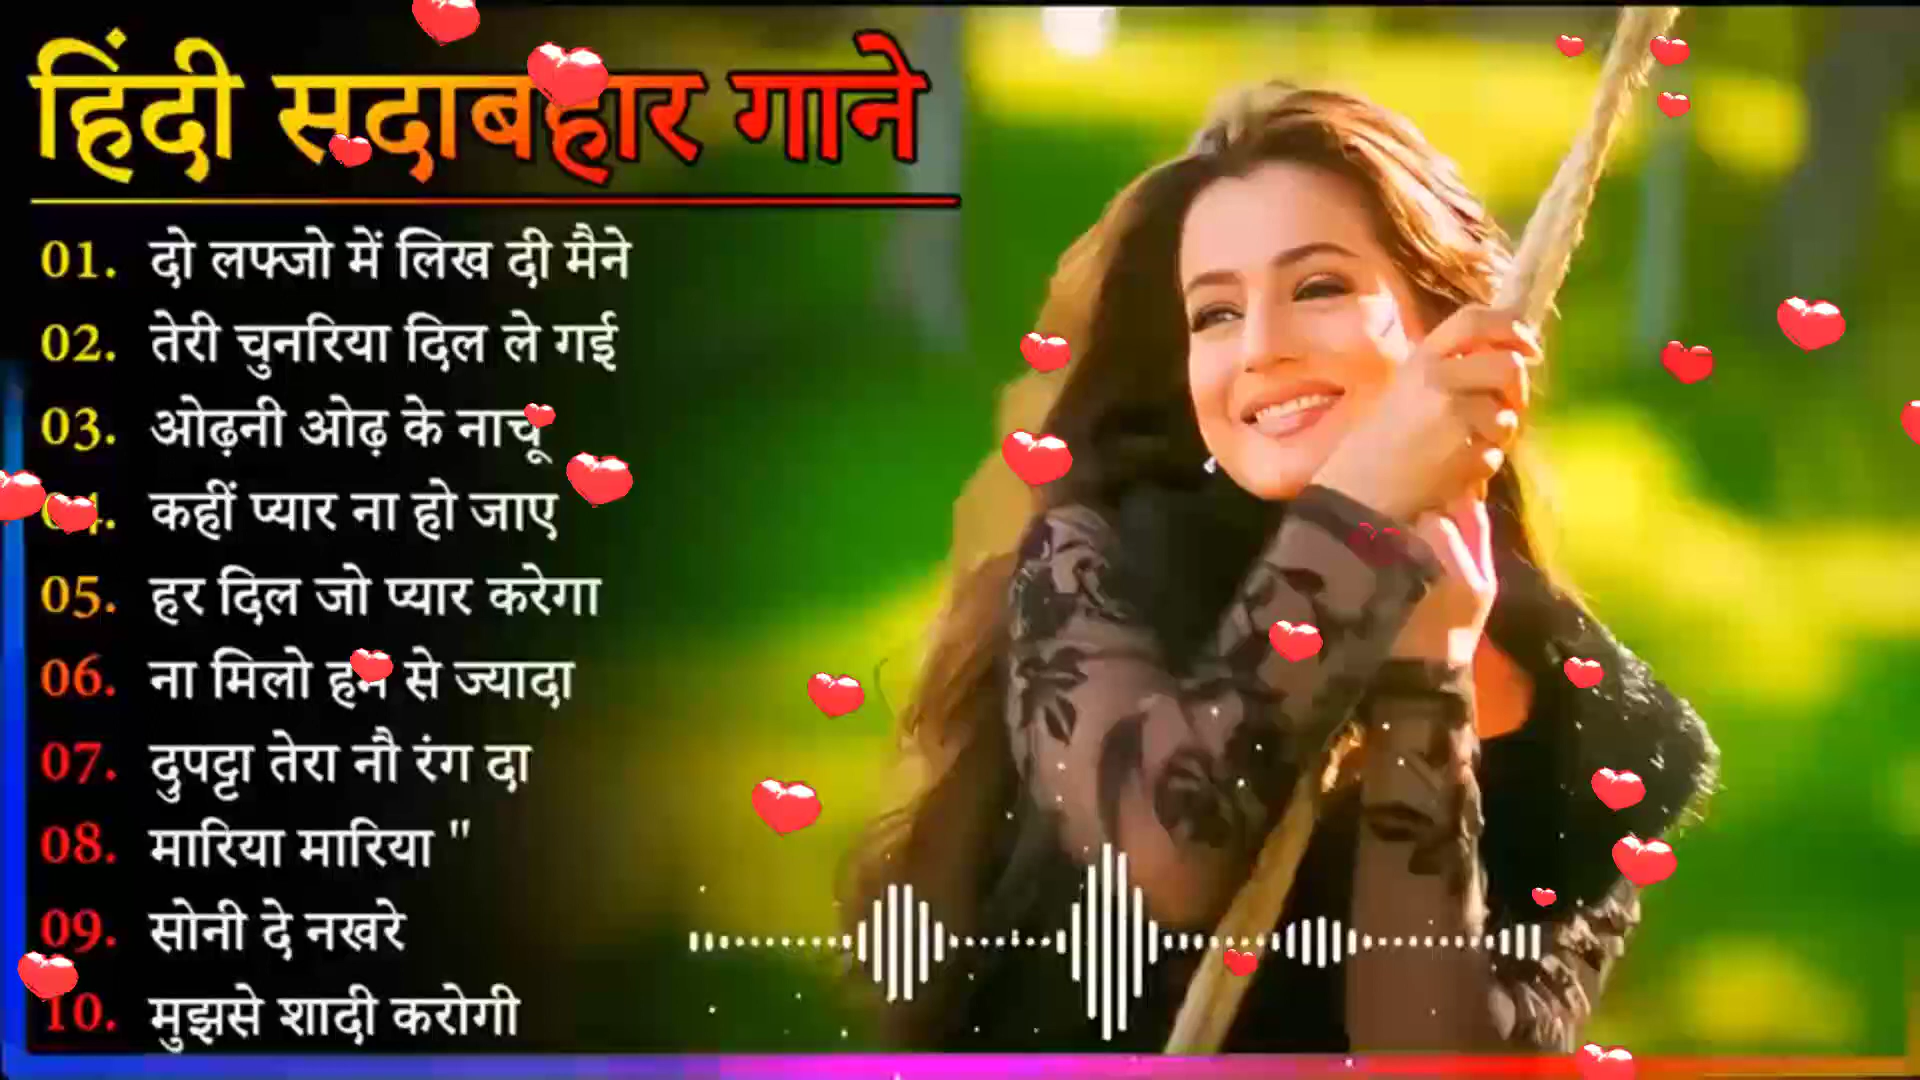 हिंदी सदाबहार गाने
01. दो लफ्जो में लिख दी मैने
02. तेरी चुनरिया दिल ले गई
03. ओढ़नी ओढ़ के नाचू
04. कहीं प्यार ना हो जाए
05. हर दिल जो प्यार करेगा
06. ना मिलो हम से ज्यादा
07. दुपट्टा तेरा नौ रंग दा
08. मारिया मारिया "
09. सोनी दे नखरे
10. मुझसे शादी करोगी